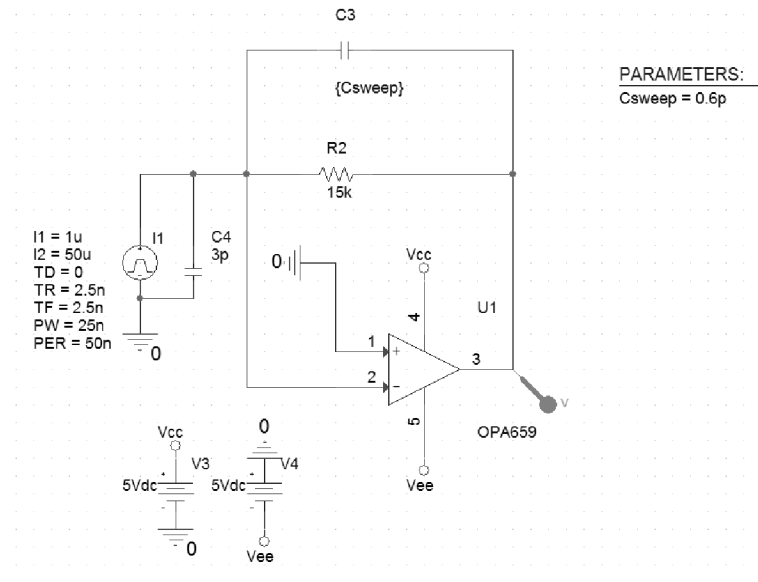 C3
{Csweep}
PARAMETERS:
Csweep = 0.6p
R2
15k
I1 = 1u
I2 = 50u
TD = 0
TR = 2.5n
TF = 2.5n
PW = 25n
PER = 50n
I1
C4
3p
0
0
Vcc
4
U1
1
+
2
−
3
5
V
OPA659
Vee
Vcc
V3
5Vdc
+
-
0
0
V4
5Vdc
+
-
Vee